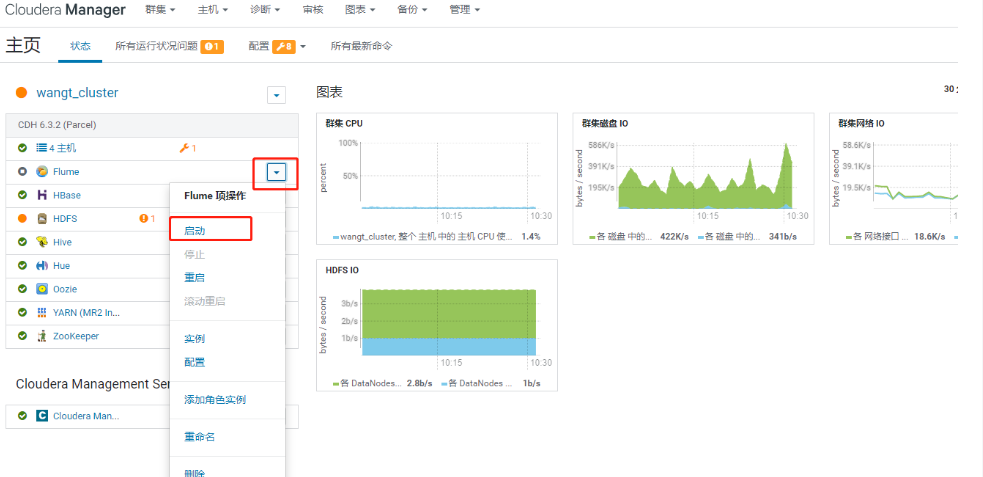 Cloudera Manager 群集 主机 诊断 审核 图表 备份 管理
主页 状态 所有运行状况问题 1 配置 8 所有最新命令
wangt_cluster
CDH 6.3.2 (Parcel)
4 主机 1
Flume
HBase
HDFS 1
Hive
Hue
Oozie
YARN (MR2 In...
ZooKeeper
Cloudera Management Ser
Cloudera Man...
Flume 项操作
启动
停止
重启
滚动重启
实例
配置
添加角色实例
重命名
删除
图表
30 分
群集 CPU
percent
100%
50%
10:15 10:30
wangt_cluster, 整个 主机 中的 主机 CPU 使... 1.4%
群集磁盘 IO
bytes / second
586K/s
391K/s
195K/s
10:15 10:30
各 磁盘 中的... 422K/s 各 磁盘 中的... 341b/s
群集网络 IO
bytes / second
58.6K/s
39.1K/s
19.5K/s
各 网络接口 ... 18.6K/s
HDFS IO
bytes / second
3b/s
2b/s
1b/s
10:15 10:30
各 DataNodes... 2.8b/s 各 DataNodes ... 1b/s